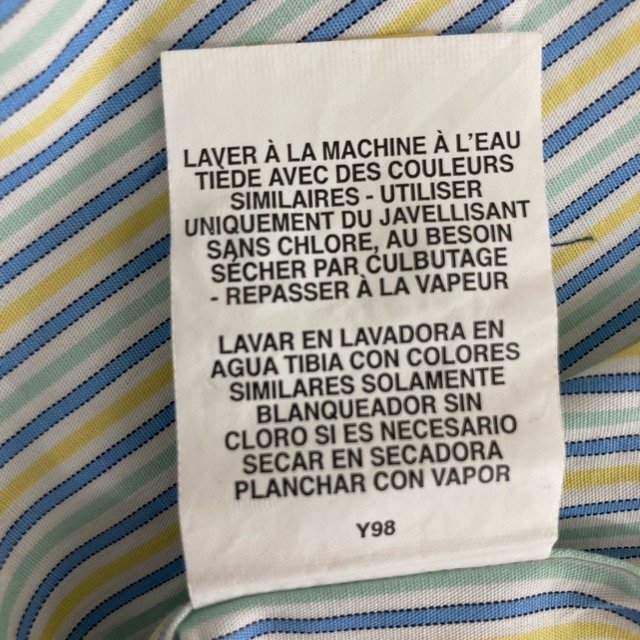 LAVER À LA MACHINE À L'EAU
TIÈDE AVEC DES COULEURS
SIMILAIRES - UTILISER
UNIQUEMENT DU JAVELLISANT
SANS CHLORE, AU BESOIN
SÉCHER PAR CULBUTAGE
- REPASSER À LA VAPEUR
LAVAR EN LAVADORA EN
AGUA TIBIA CON COLORES
SIMILARES SOLAMENTE
BLANQUEADOR SIN
CLORO SI ES NECESARIO
SECAR EN SECADORA
PLANCHAR CON VAPOR
Y98